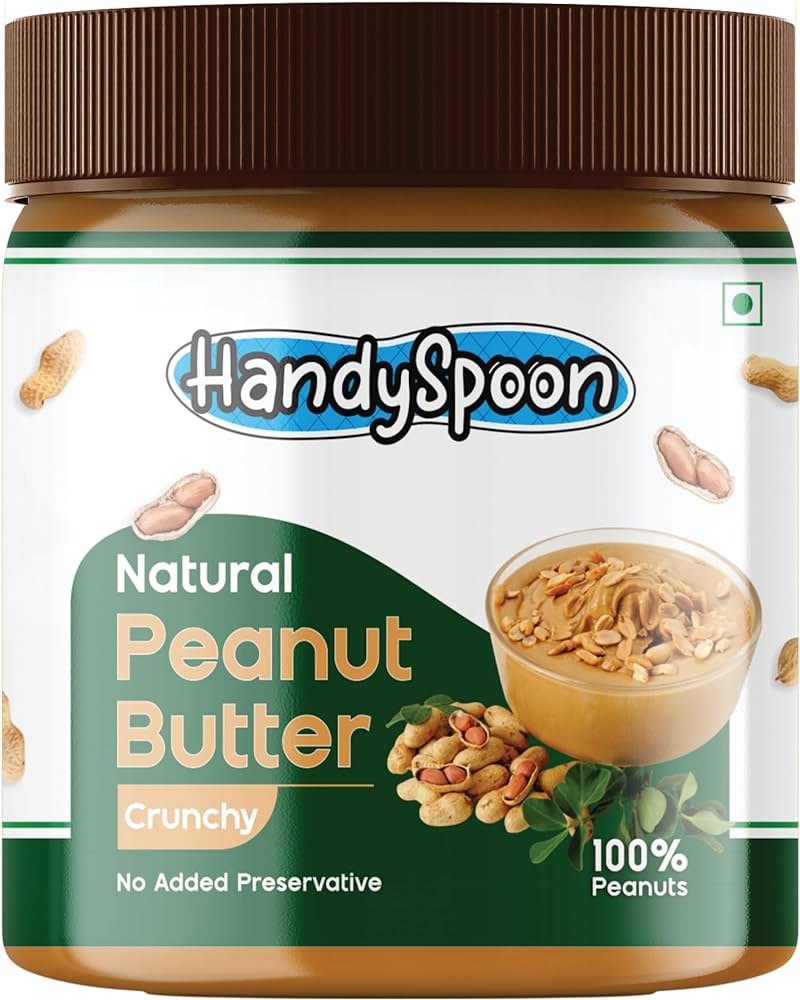 HandySpoon
Natural
Peanut
Butter
Crunchy
No Added Preservative
100%
Peanuts